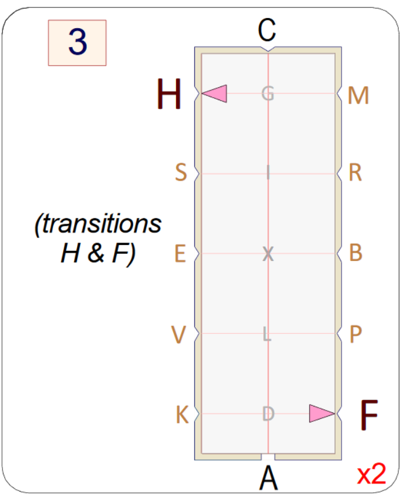 3
C
H G M
S I R
(transitions
H & F)
E X B
V L P
K D F
A
x2